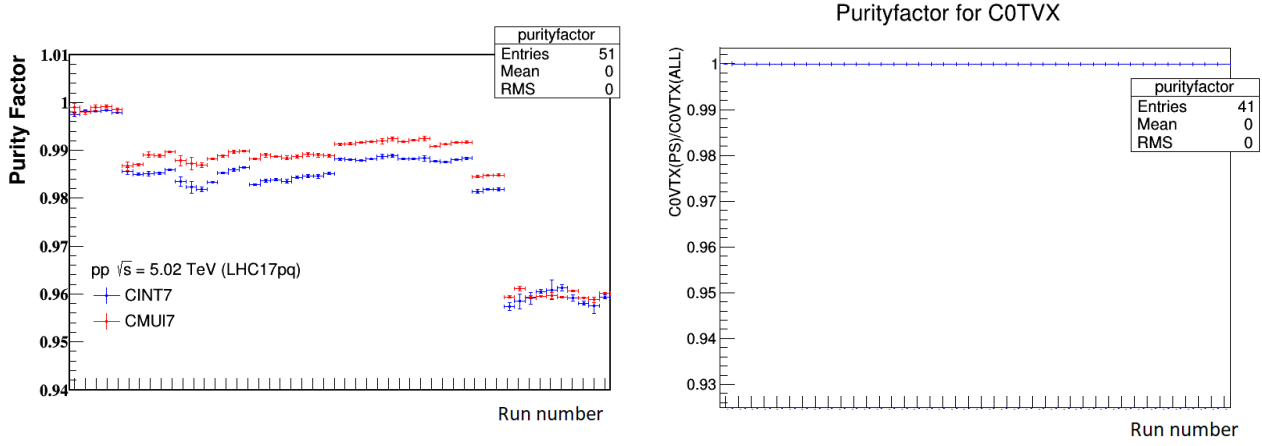 purityfactor
Entries 51
Mean 0
RMS 0
Purity Factor
1.01
1
0.99
0.98
0.97
0.96
0.95
0.94
pp √s = 5.02 TeV (LHC17pq)
CINT7
CMUl7
Run number
Purityfactor for C0TVX
purityfactor
Entries 41
Mean 0
RMS 0
C0VTX(PS)/C0VTX(ALL)
1
0.99
0.98
0.97
0.96
0.95
0.94
0.93
Run number